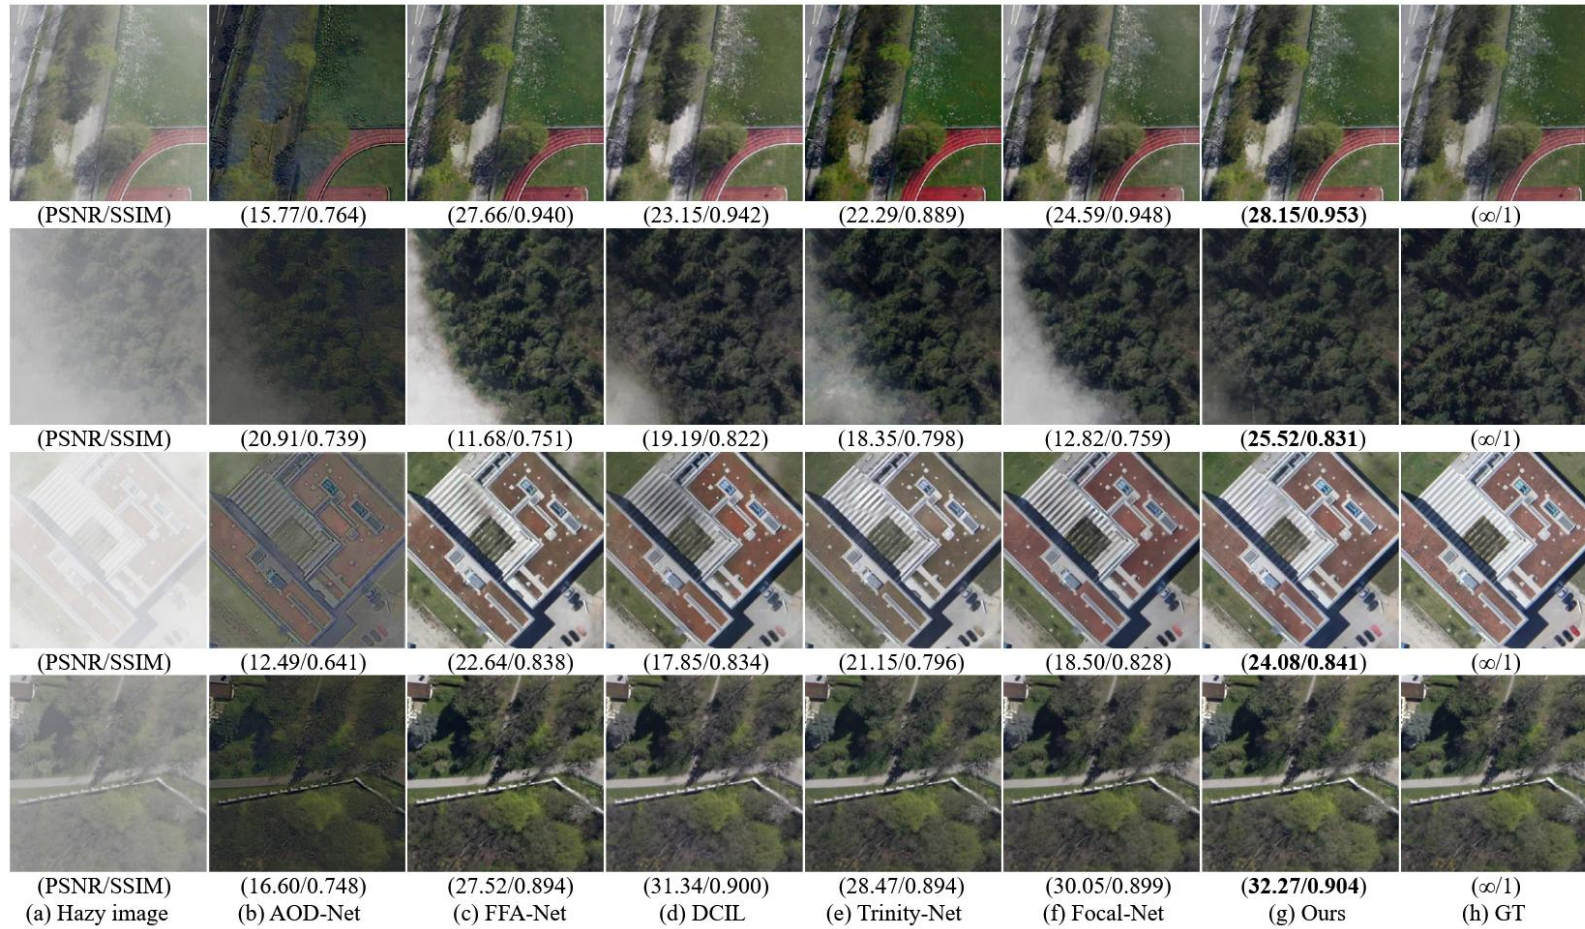 (PSNR/SSIM) (15.77/0.764) (27.66/0.940) (23.15/0.942) (22.29/0.889) (24.59/0.948) (28.15/0.953) (∞/1)
(PSNR/SSIM) (20.91/0.739) (11.68/0.751) (19.19/0.822) (18.35/0.798) (12.82/0.759) (25.52/0.831) (∞/1)
(PSNR/SSIM) (12.49/0.641) (22.64/0.838) (17.85/0.834) (21.15/0.796) (18.50/0.828) (24.08/0.841) (∞/1)
(PSNR/SSIM) (16.60/0.748) (27.52/0.894) (31.34/0.900) (28.47/0.894) (30.05/0.899) (32.27/0.904) (∞/1)
(a) Hazy image (b) AOD-Net (c) FFA-Net (d) DCIL (e) Trinity-Net (f) Focal-Net (g) Ours (h) GT